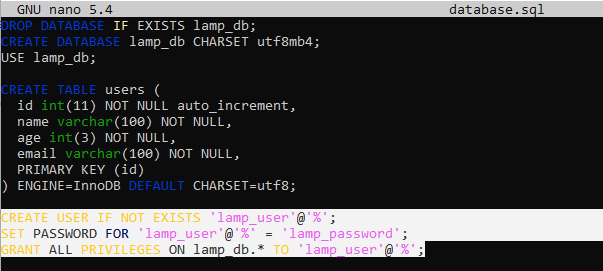 GNU nano 5.4 database.sql
DROP DATABASE IF EXISTS lamp_db;
CREATE DATABASE lamp_db CHARSET utf8mb4;
USE lamp_db;
CREATE TABLE users (
id int(11) NOT NULL auto_increment,
name varchar(100) NOT NULL,
age int(3) NOT NULL,
email varchar(100) NOT NULL,
PRIMARY KEY (id)
) ENGINE=InnoDB DEFAULT CHARSET=utf8;
CREATE USER IF NOT EXISTS 'lamp_user'@'%';
SET PASSWORD FOR 'lamp_user'@'%' = 'lamp_password';
GRANT ALL PRIVILEGES ON lamp_db.* TO 'lamp_user'@'%';